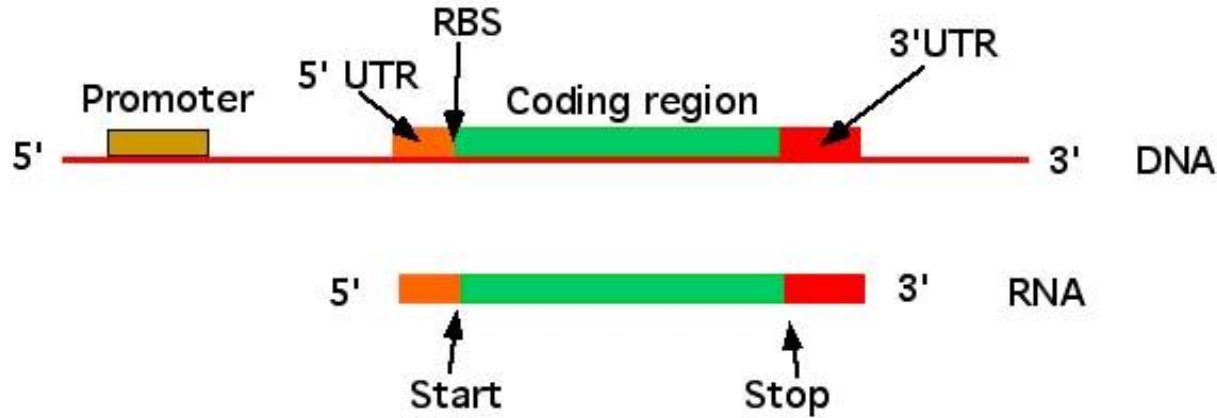 RBS
5' UTR
3'UTR
Promoter
Coding region
5'
3'
DNA
5'
3'
RNA
Start
Stop